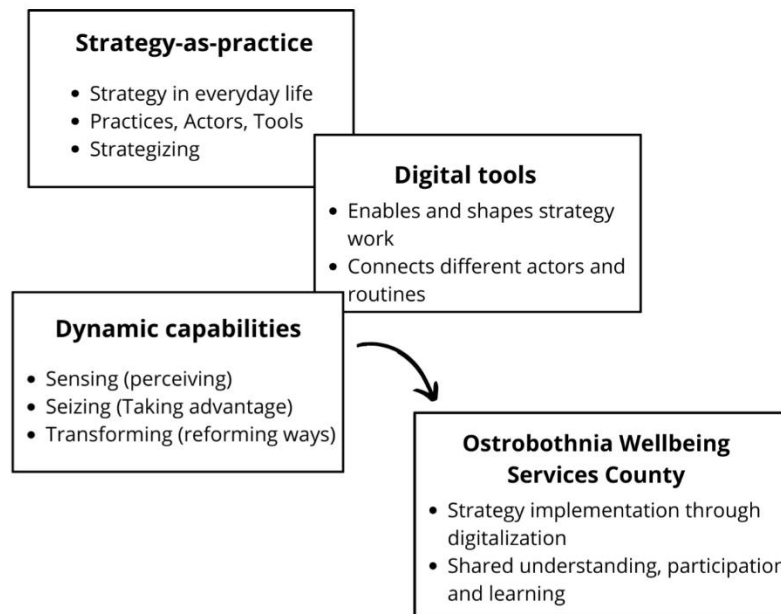 Strategy-as-practice
• Strategy in everyday life
• Practices, Actors, Tools
• Strategizing
Digital tools
• Enables and shapes strategy
work
• Connects different actors and
routines
Dynamic capabilities
• Sensing (perceiving)
• Seizing (Taking advantage)
• Transforming (reforming ways)
Ostrobothnia Wellbeing
Services County
• Strategy implementation through
digitalization
• Shared understanding, participation
and learning